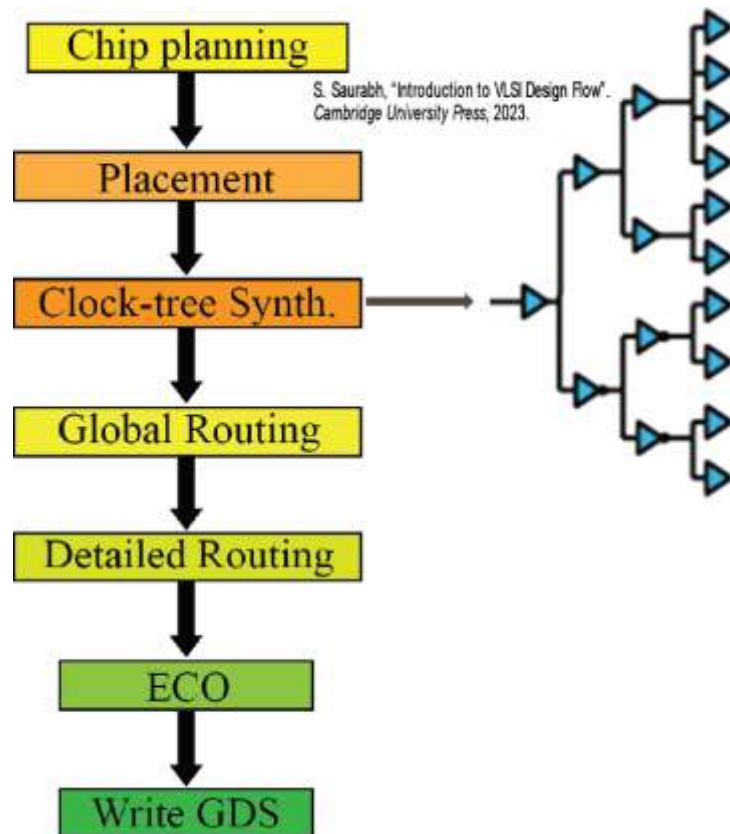 Chip planning
S. Saurabh, "Introduction to VLSI Design Flow".
Cambridge University Press, 2023.
Placement
Clock-tree Synth.
Global Routing
Detailed Routing
ECO
Write GDS